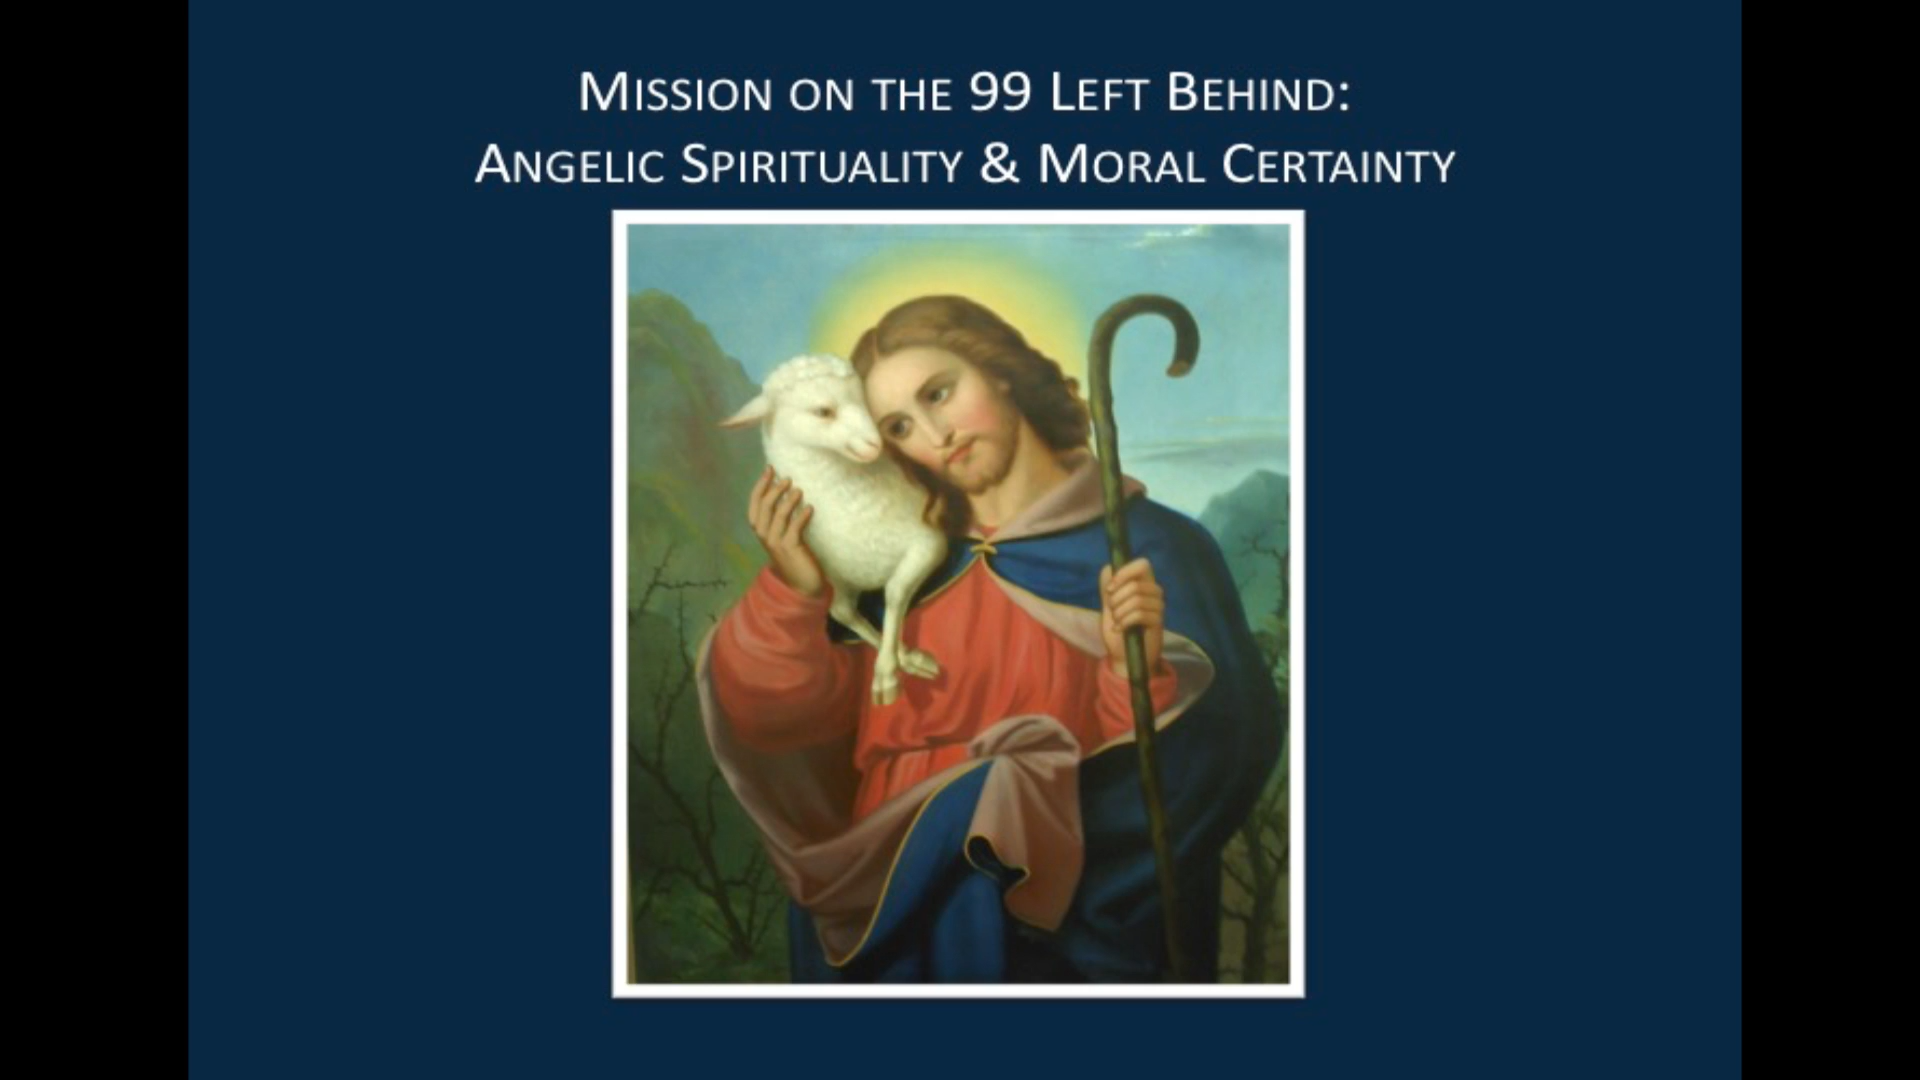 Mission on the 99 Left Behind:
Angelic Spirituality & Moral Certainty